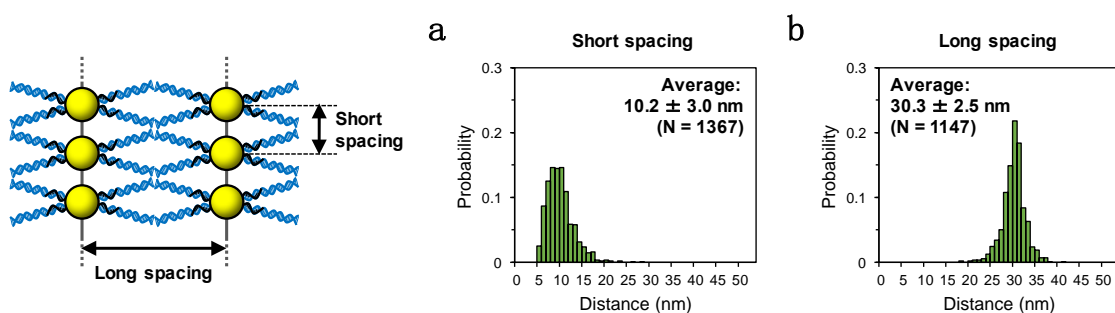 Short
spacing
Long spacing
a
Short spacing
Probability
0.3
0.2
0.1
0
Average:
10.2 ± 3.0 nm
(N = 1367)
0 5 10 15 20 25 30 35 40 45 50
Distance (nm)
b
Long spacing
Probability
0.3
0.2
0.1
0
Average:
30.3 ± 2.5 nm
(N = 1147)
0 5 10 15 20 25 30 35 40 45 50
Distance (nm)